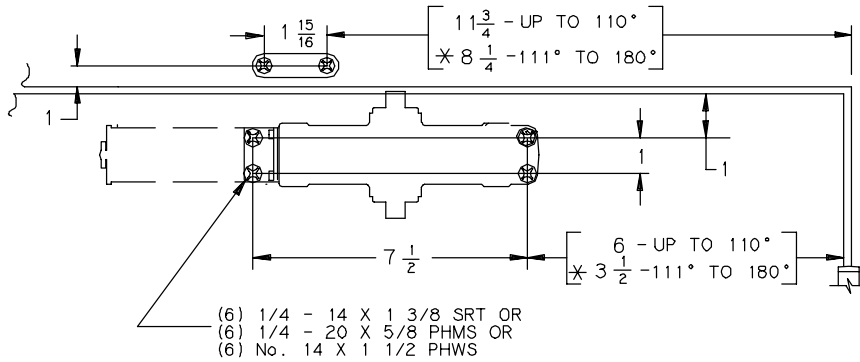 1 15/16
11 3/4 - UP TO 110°
* 8 1/4 -111° TO 180°
1
1
1
7 1/2
6 - UP TO 110°
* 3 1/2 -111° TO 180°
(6) 1/4 - 14 X 1 3/8 SRT OR
(6) 1/4 - 20 X 5/8 PHMS OR
(6) No. 14 X 1 1/2 PHWS